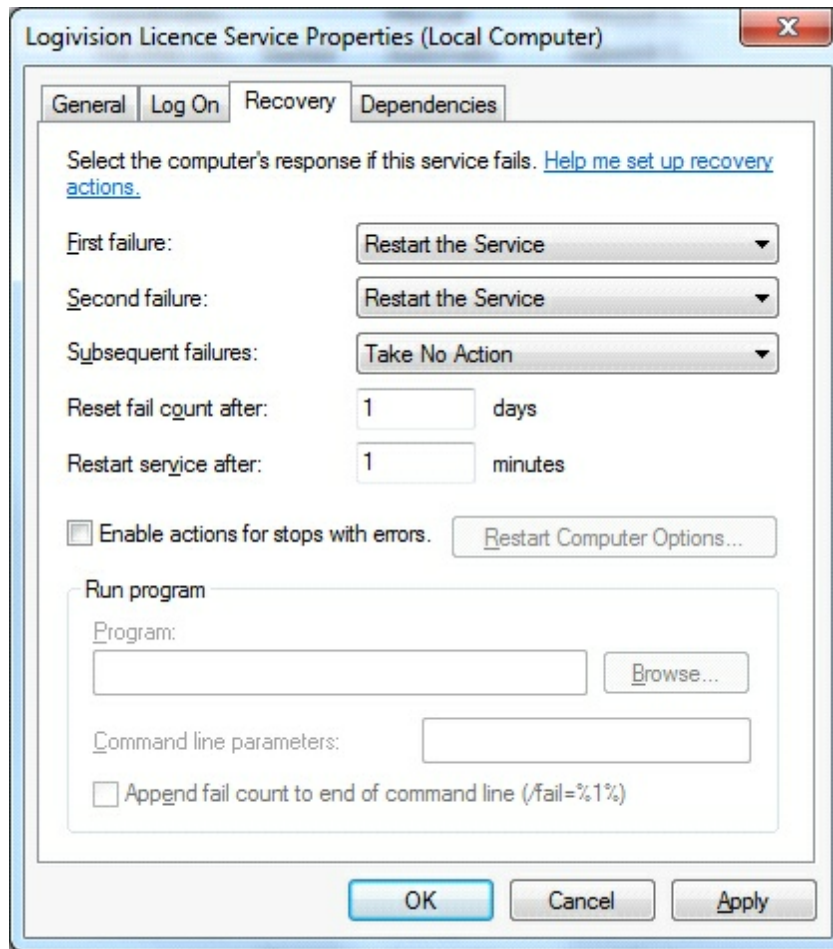 Logivision Licence Service Properties (Local Computer)
General Log On Recovery Dependencies
Select the computer's response if this service fails. Help me set up recovery
actions.
First failure: Restart the Service
Second failure: Restart the Service
Subsequent failures: Take No Action
Reset fail count after: 1 days
Restart service after: 1 minutes
Enable actions for stops with errors. Restart Computer Options...
Run program
Program:
Browse...
Command line parameters:
Append fail count to end of command line (/fail=%1%)
OK Cancel Apply